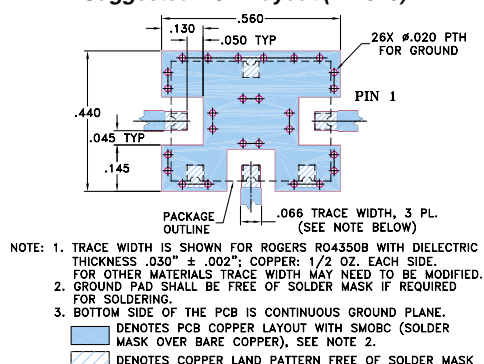 .560
.130
.050 TYP
26X ø.020 PTH
FOR GROUND
PIN 1
.440
.045 TYP
.145
PACKAGE
OUTLINE
.066 TRACE WIDTH, 3 PL.
(SEE NOTE BELOW)
NOTE: 1. TRACE WIDTH IS SHOWN FOR ROGERS RO4350B WITH DIELECTRIC
THICKNESS .030" ± .002"; COPPER: 1/2 OZ. EACH SIDE.
FOR OTHER MATERIALS TRACE WIDTH MAY NEED TO BE MODIFIED.
2. GROUND PAD SHALL BE FREE OF SOLDER MASK IF REQUIRED
FOR SOLDERING.
3. BOTTOM SIDE OF THE PCB IS CONTINUOUS GROUND PLANE.
DENOTES PCB COPPER LAYOUT WITH SMOBC (SOLDER
MASK OVER BARE COPPER), SEE NOTE 2.
DENOTES COPPER LAND PATTERN FREE OF SOLDER MASK